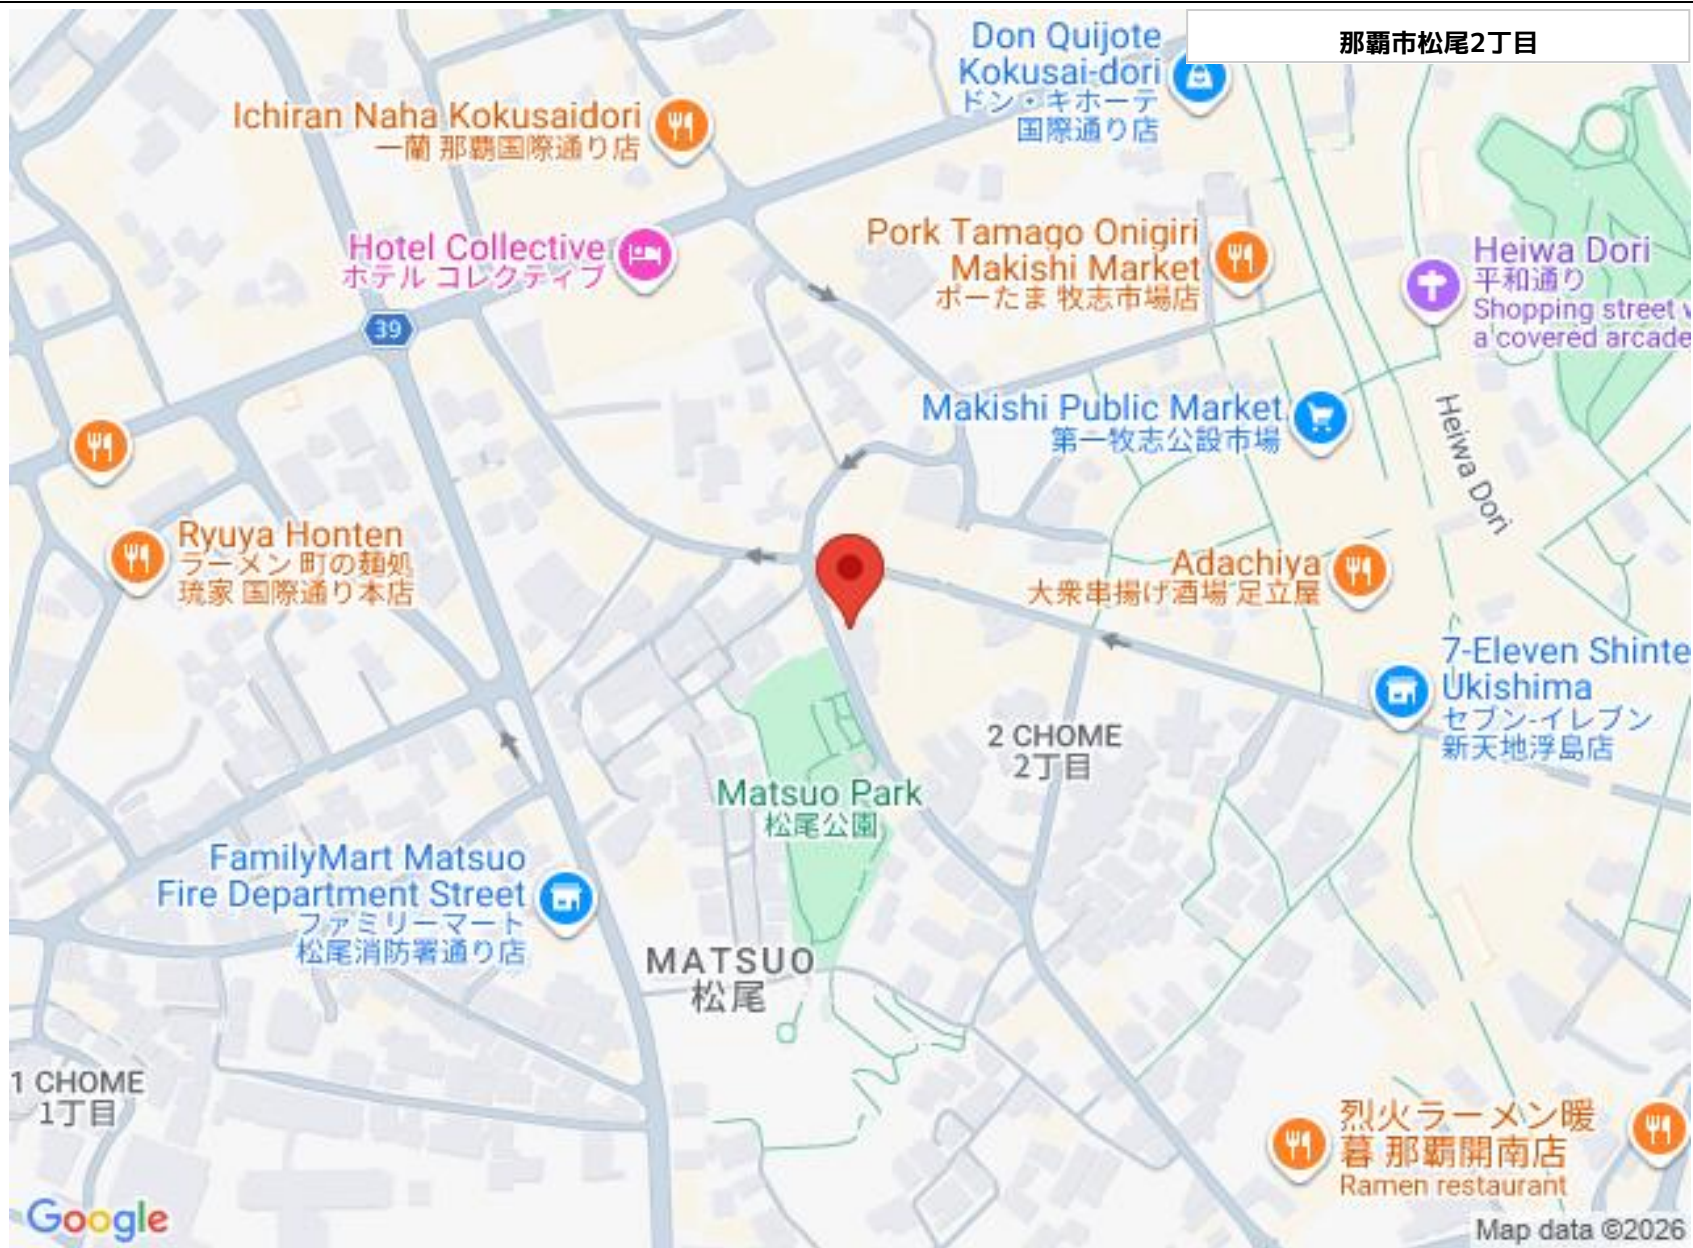 那覇市松尾2丁目
Don Quijote
Kokusai-dori
ドン・キホーテ
国際通り店
Ichiran Naha Kokusaidori
一蘭 那覇国際通り店
Hotel Collective
ホテル コレクティブ
Pork Tamago Onigiri
Makishi Market
ポーたま 牧志市場店
Heiwa Dori
平和通り
Shopping street w
a covered arcade
39
Makishi Public Market
第一牧志公設市場
Heiwa Dori
Ryuya Honten
ラーメン 町の麺処
琉家 国際通り本店
Adachiya
大衆串揚げ酒場 足立屋
7-Eleven Shinte
Ukishima
セブン-イレブン
新天地浮島店
2 CHOME
2丁目
Matsuo Park
松尾公園
FamilyMart Matsuo
Fire Department Street
ファミリーマート
松尾消防署通り店
MATSUO
松尾
1 CHOME
1丁目
烈火ラーメン暖
暮 那覇開南店
Ramen restaurant
Google
Map data ©2026